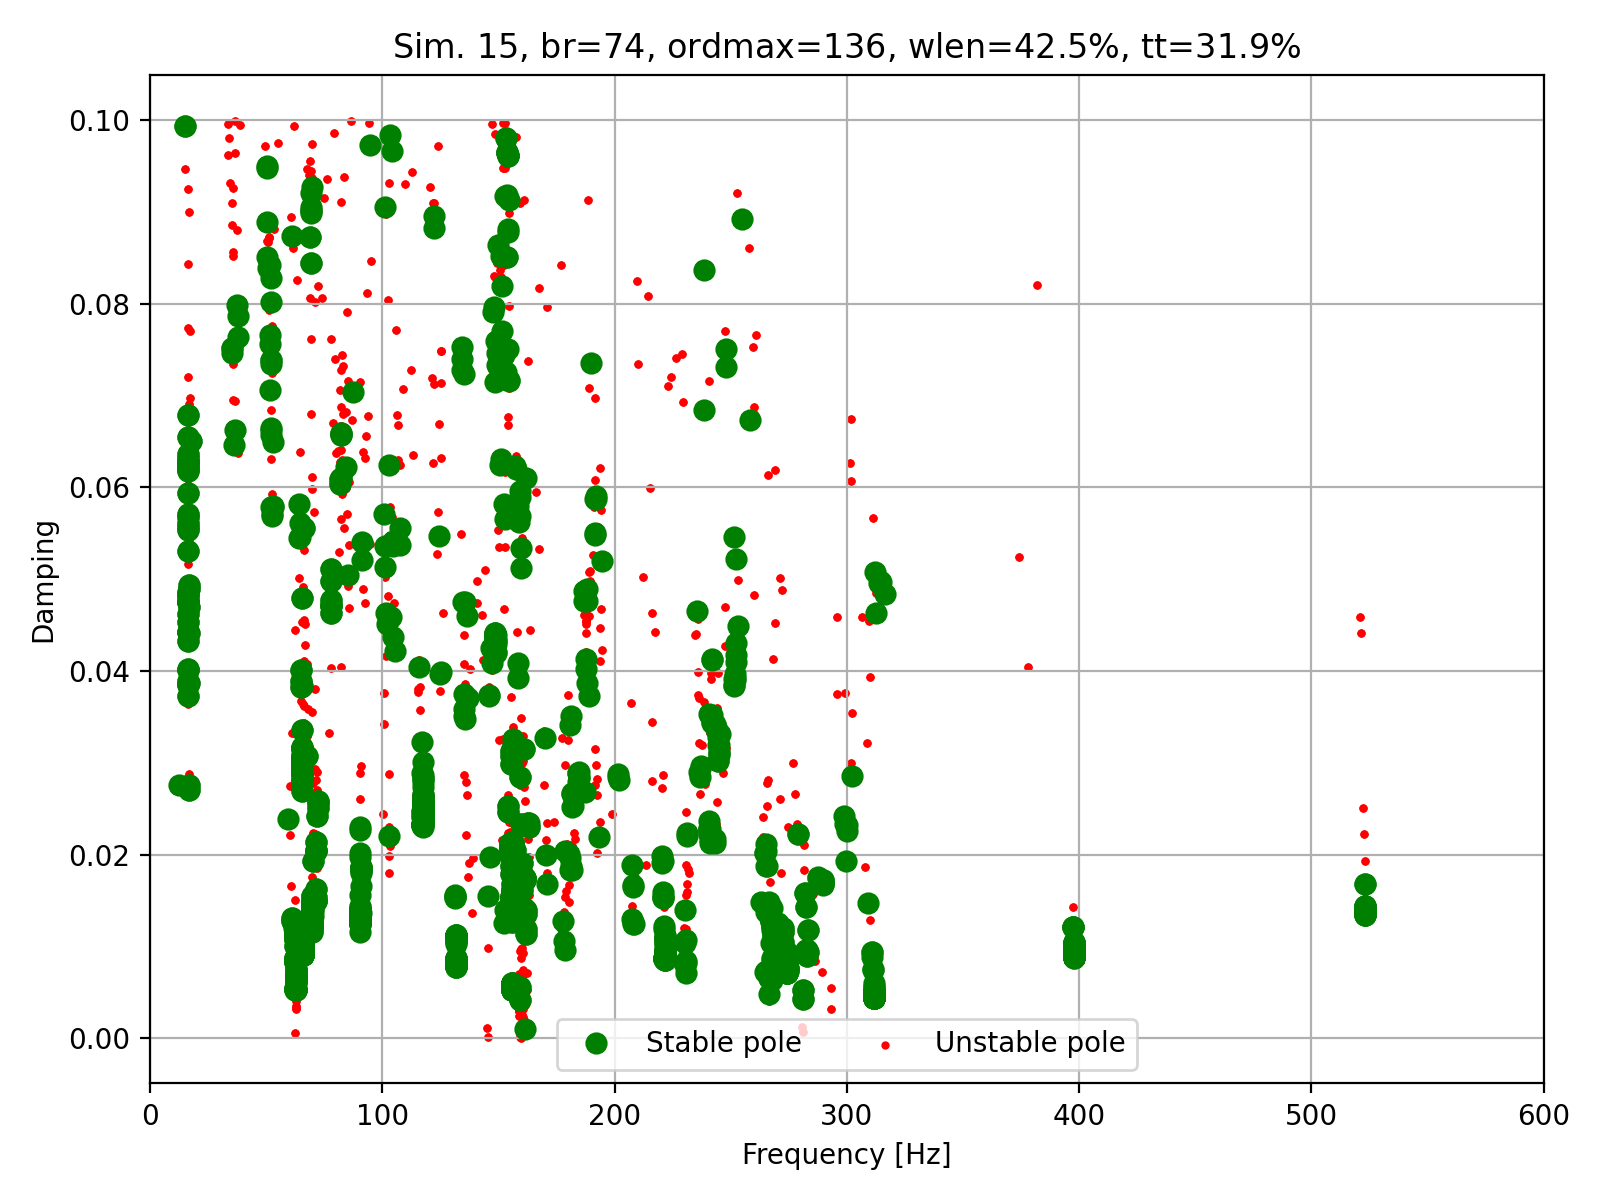 Sim. 15, br=74, ordmax=136, wlen=42.5%, tt=31.9%
0.10
0.08
0.06
0.04
0.02
0.00
Damping
Stable pole
Unstable pole
0
100
200
300
400
500
600
Frequency [Hz]